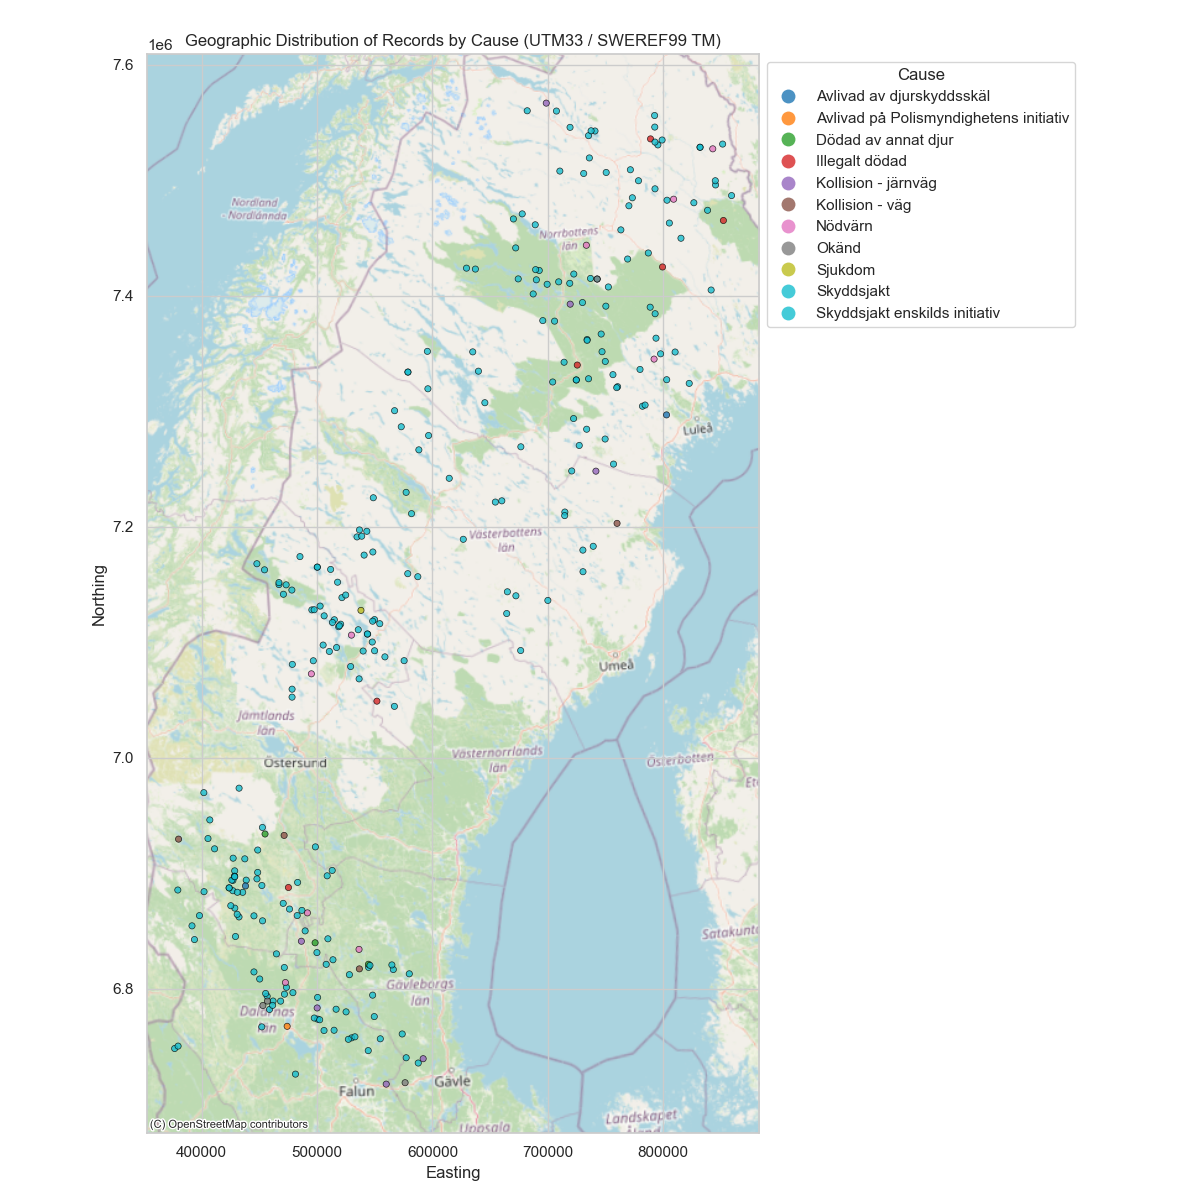 Geographic Distribution of Records by Cause (UTM33 / SWEREF99 TM)
1e6
7.6
7.4
7.2
7.0
6.8
Northing
Nordland
- Nordlánnda
Norrbottens
län
Luleå
Västerbottens
län
Umeå
Jämtlands
län
Östersund
Västernorrlands
län
Österbotten
Satakunta
Gävleborgs
län
Dalarnas
län
Falun
Gävle
Uppsala
Landskapet
Åland
(C) OpenStreetMap contributors
400000
500000
600000
700000
800000
Easting
Cause
Avlivad av djurskyddsskäl
Avlivad på Polismyndighetens initiativ
Dödad av annat djur
Illegalt dödad
Kollision - järnväg
Kollision - väg
Nödvärn
Okänd
Sjukdom
Skyddsjakt
Skyddsjakt enskilds initiativ